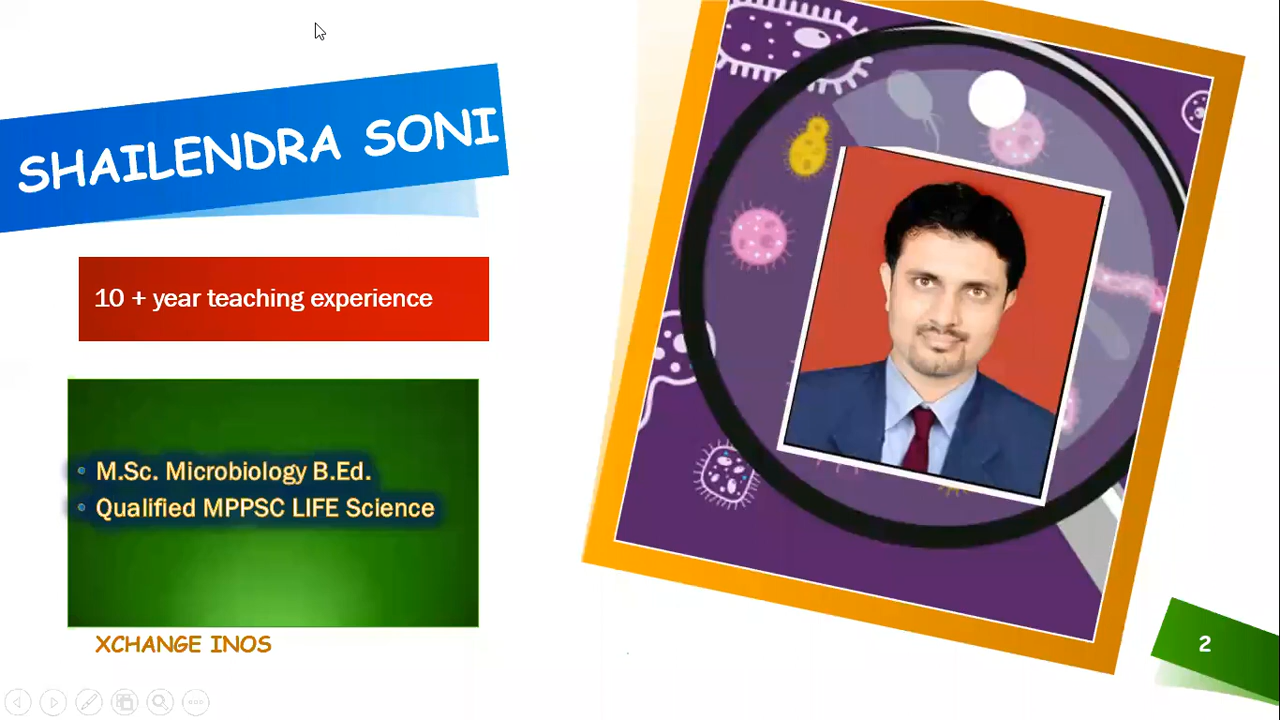 SHAILENDRA SONI
10 + year teaching experience
• M.Sc. Microbiology B.Ed.
• Qualified MPPSC LIFE Science
XCHANGE INOS
2